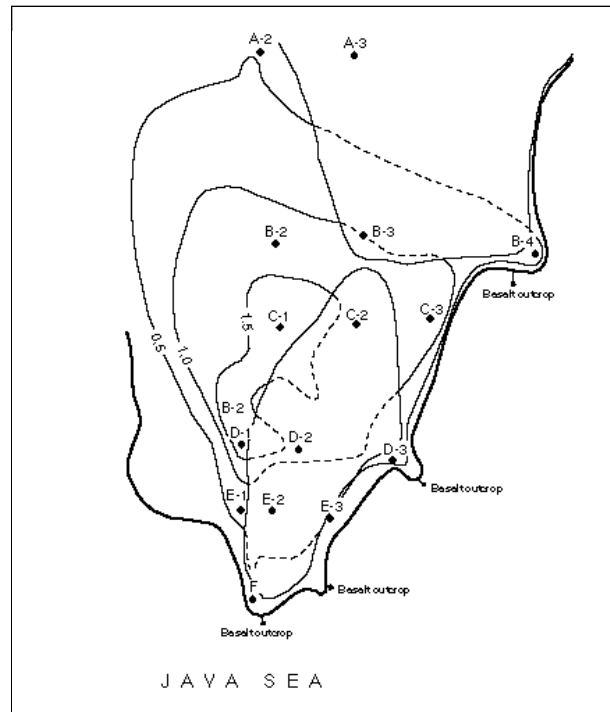 A-2
A-3
B-2
B-3
B-4
Basalt outcrop
C-1
C-2
C-3
1.5
1.0
0.5
B-2
D-1
D-2
D-3
Basalt outcrop
E-1
E-2
E-3
F
Basalt outcrop
Basalt outcrop
JAVA SEA